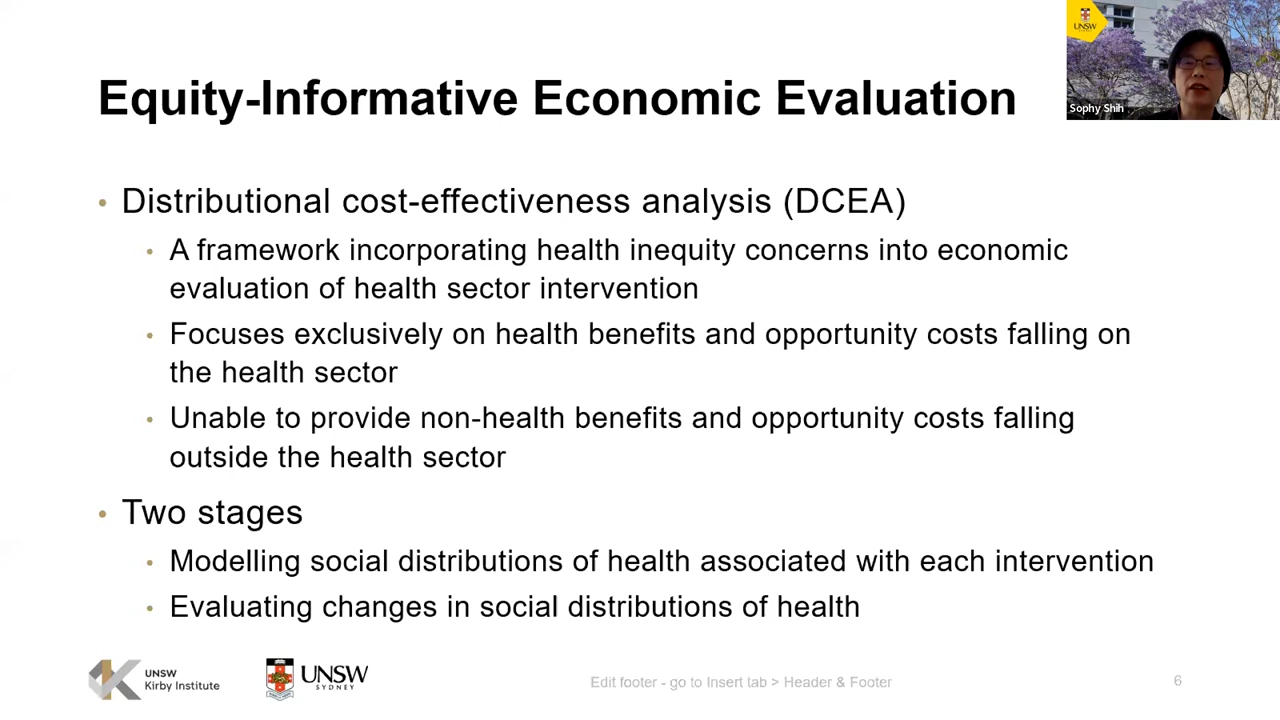 Equity-Informative Economic Evaluation
UNSW
SYDNEY
Sophy Shih
• Distributional cost-effectiveness analysis (DCEA)
• A framework incorporating health inequity concerns into economic
evaluation of health sector intervention
• Focuses exclusively on health benefits and opportunity costs falling on
the health sector
• Unable to provide non-health benefits and opportunity costs falling
outside the health sector
• Two stages
• Modelling social distributions of health associated with each intervention
• Evaluating changes in social distributions of health
UNSW
Kirby Institute
UNSW
SYDNEY
Edit footer - go to Insert tab > Header & Footer
6